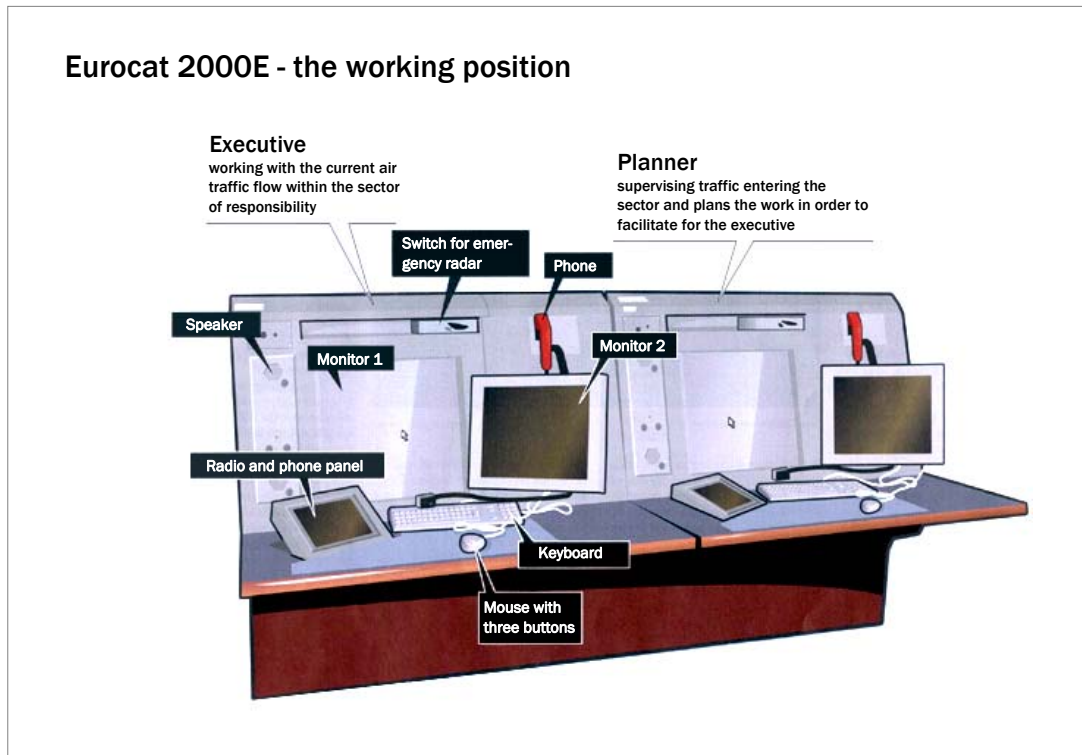 Eurocat 2000E - the working position
Executive
working with the current air
traffic flow within the sector
of responsibility
Planner
supervising traffic entering the
sector and plans the work in order to
facilitate for the executive
Switch for emer-
gency radar
Phone
Speaker
Monitor 1
Monitor 2
Radio and phone panel
Keyboard
Mouse with
three buttons